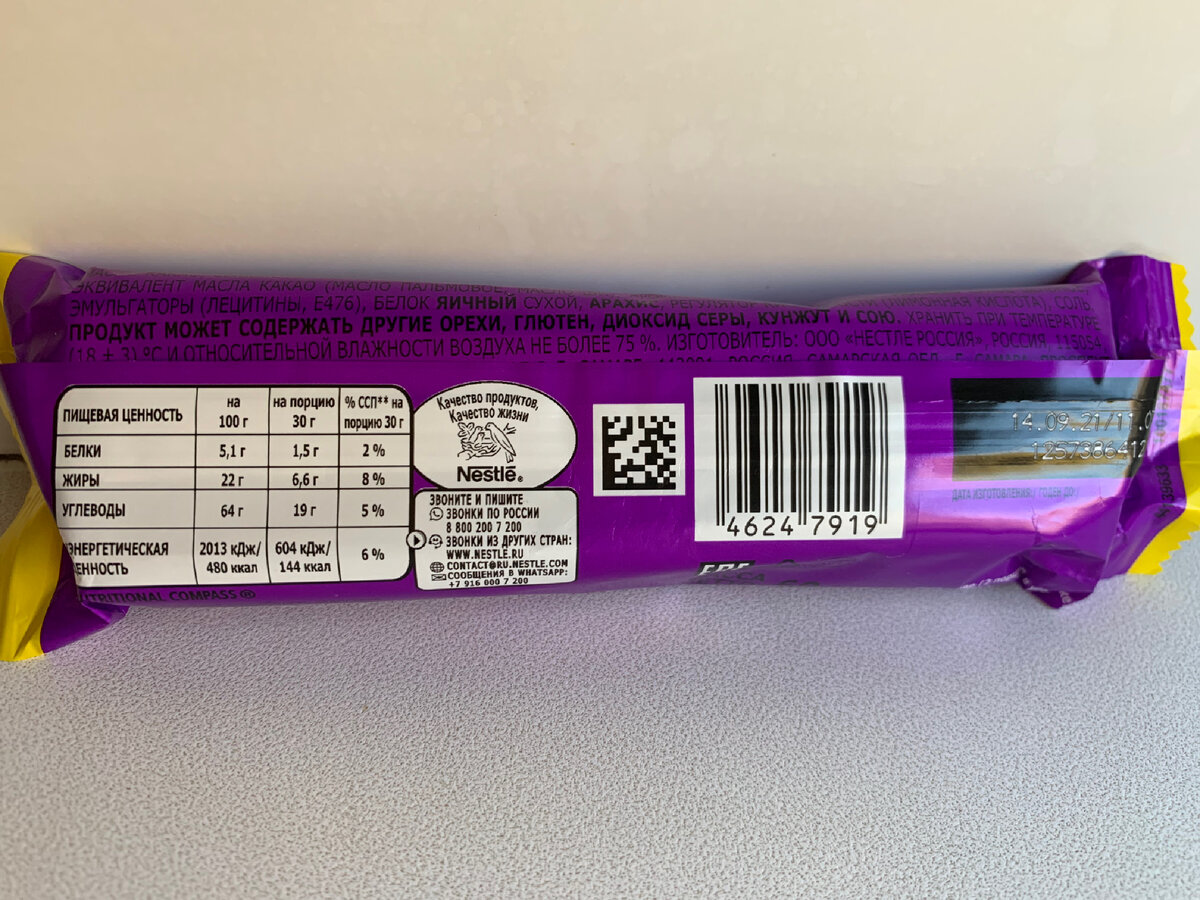 ЭКВИВАЛЕНТ МАСЛА КАКАО (МАСЛО ПАЛЬМОВОЕ,
ЭМУЛЬГАТОРЫ (ЛЕЦИТИНЫ, Е476), БЕЛОК ЯИЧНЫЙ СУХОЙ, АРАХИС, (ЛИМОННАЯ КИСЛОТА), СОЛЬ.
ПРОДУКТ МОЖЕТ СОДЕРЖАТЬ ДРУГИЕ ОРЕХИ, ГЛЮТЕН, ДИОКСИД СЕРЫ, КУНЖУТ И СОЮ. ХРАНИТЬ ПРИ ТЕМПЕРАТУРЕ
(18 ± 3) °С И ОТНОСИТЕЛЬНОЙ ВЛАЖНОСТИ ВОЗДУХА НЕ БОЛЕЕ 75 %. ИЗГОТОВИТЕЛЬ: ООО «НЕСТЛЕ РОССИЯ», РОССИЯ, 115054,
ПИЩЕВАЯ ЦЕННОСТЬ на 100 г на порцию 30 г % ССП** на порцию 30 г
БЕЛКИ 5,1 г 1,5 г 2 %
ЖИРЫ 22 г 6,6 г 8 %
УГЛЕВОДЫ 64 г 19 г 5 %
ЭНЕРГЕТИЧЕСКАЯ ЦЕННОСТЬ 2013 кДж/ 480 ккал 604 кДж/ 144 ккал 6 %
NUTRITIONAL COMPASS ®
Качество продуктов,
Качество жизни
Nestlé®
ЗВОНИТЕ И ПИШИТЕ
ЗВОНКИ ПО РОССИИ
8 800 200 7 200
ЗВОНКИ ИЗ ДРУГИХ СТРАН:
WWW.NESTLE.RU
CONTACT@RU.NESTLE.COM
СООБЩЕНИЯ В WHATSAPP:
+7 916 000 7 200
4624 7919
14.09.21/11.0
1257386412
ДАТА ИЗГОТОВЛЕНИЯ / ГОДЕН ДО: